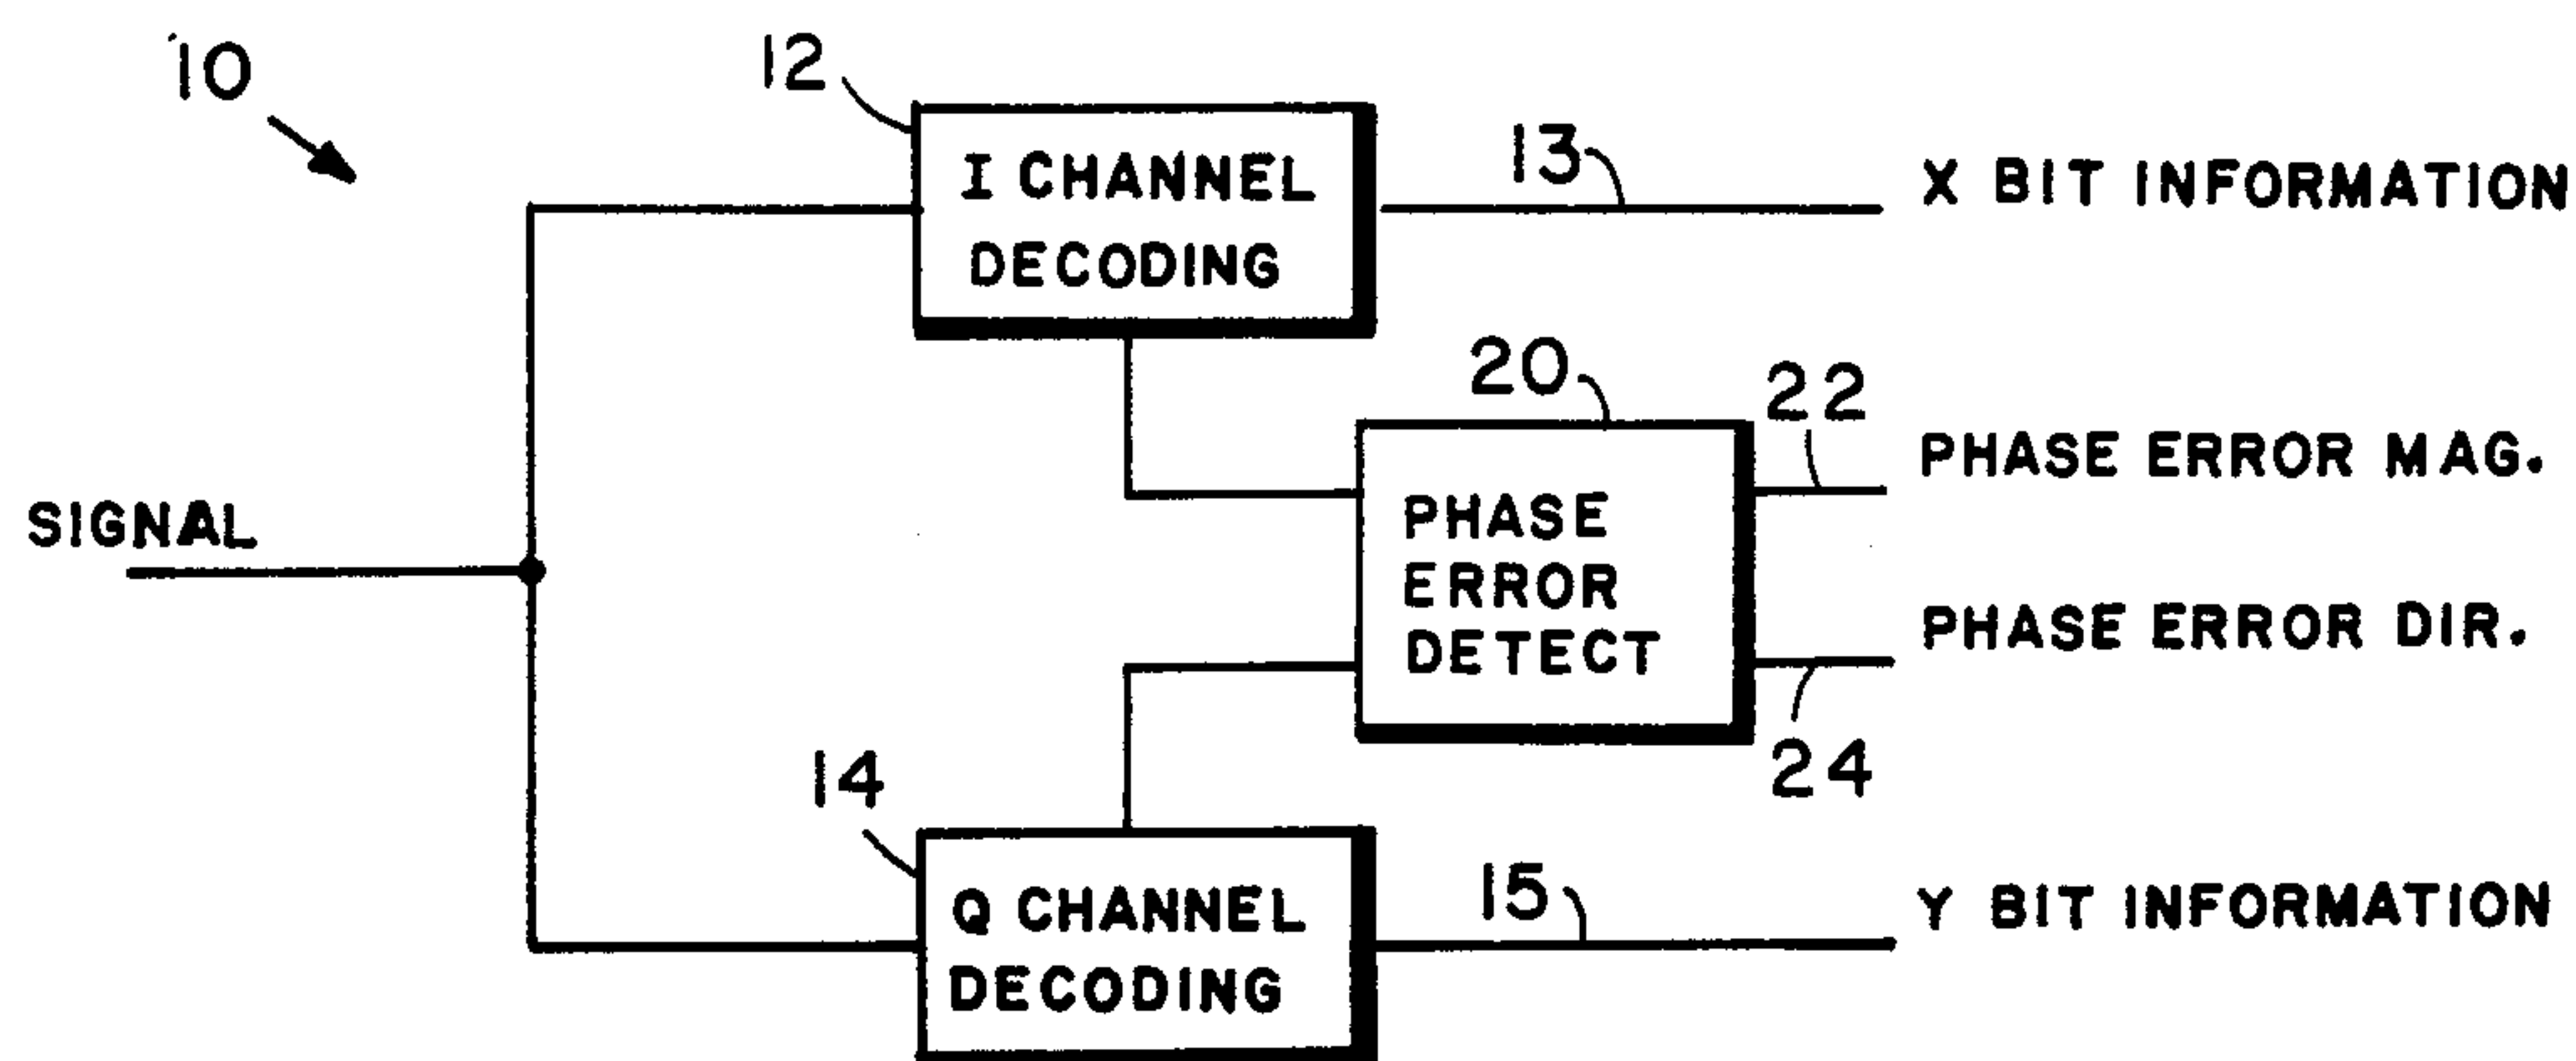 10
12
I CHANNEL
DECODING
13
X BIT INFORMATION
20
22
PHASE ERROR MAG.
SIGNAL
PHASE
ERROR
DETECT
PHASE ERROR DIR.
24
14
Q CHANNEL
DECODING
15
Y BIT INFORMATION